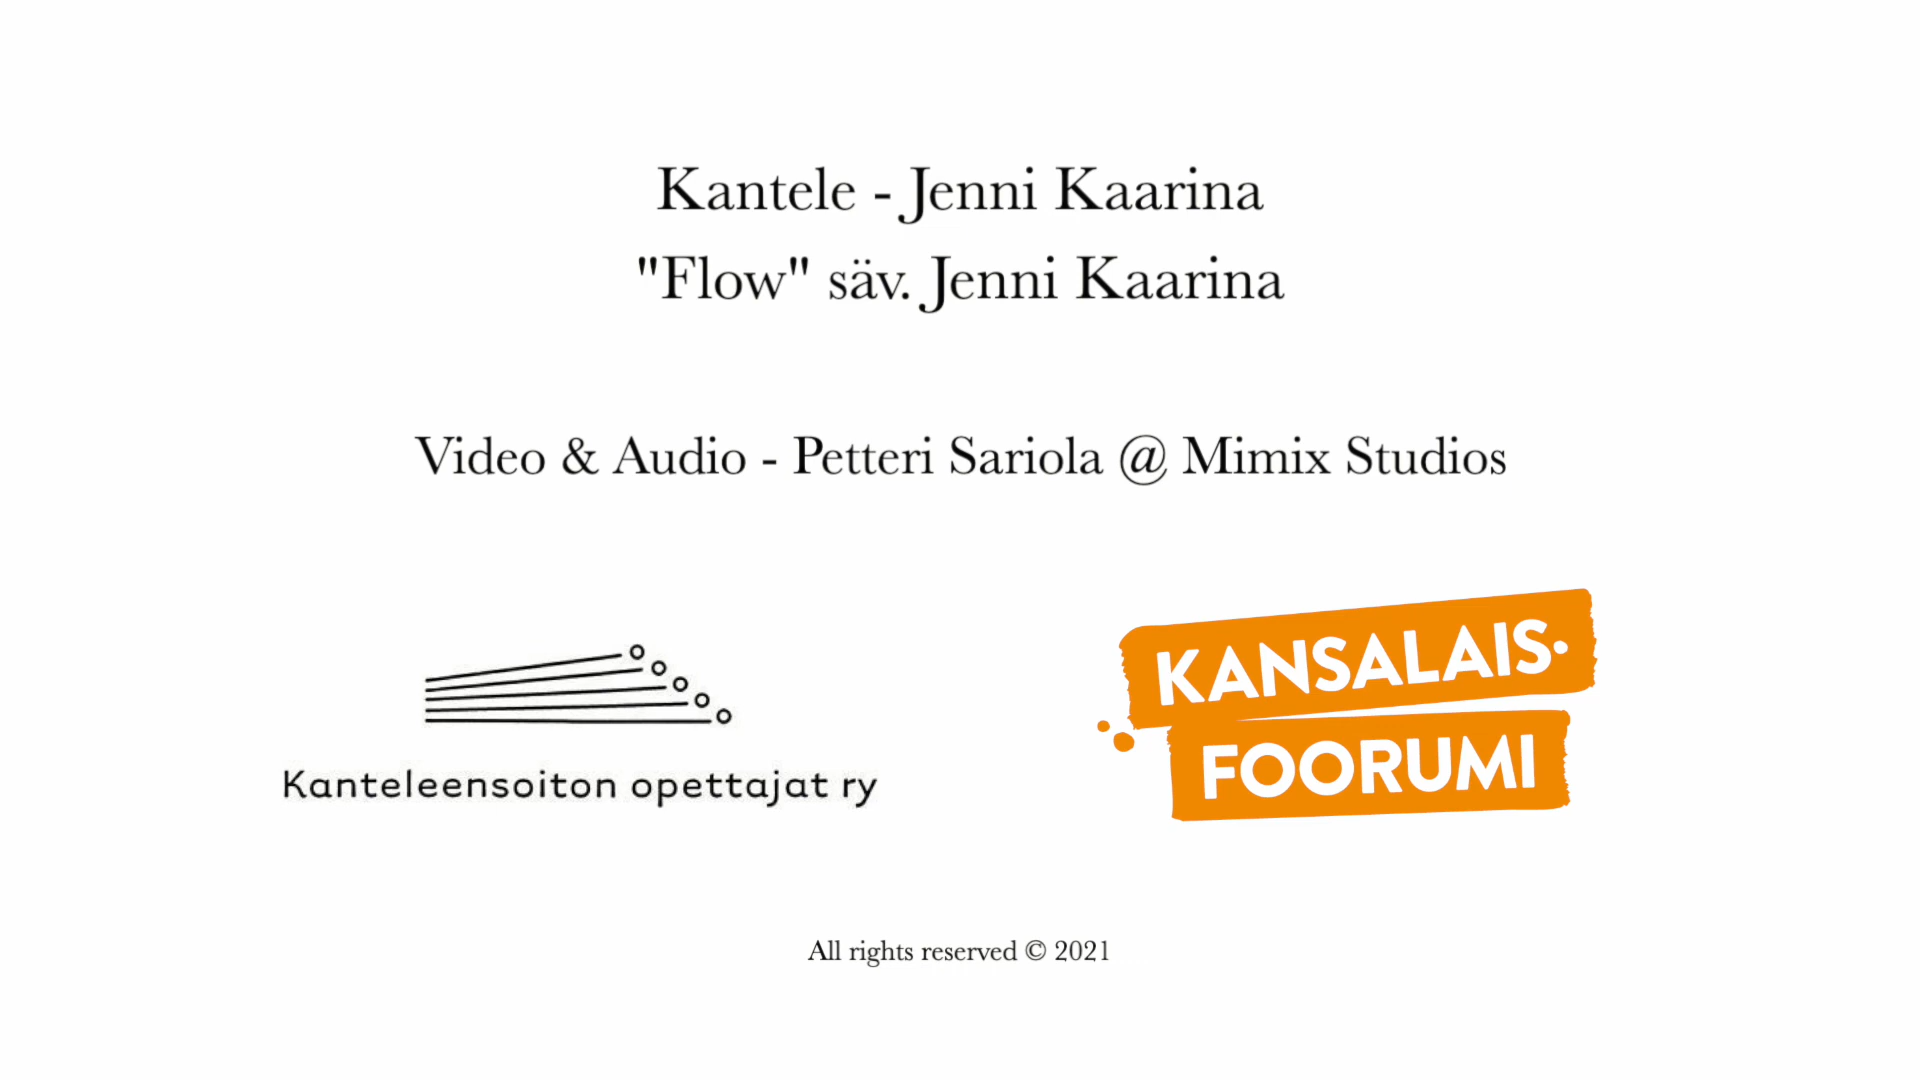 Kantele - Jenni Kaarina
"Flow" säv. Jenni Kaarina
Video & Audio - Petteri Sariola @ Mimix Studios
Kanteleensoiton opettajat ry
KANSALAIS·
FOORUMI
All rights reserved © 2021